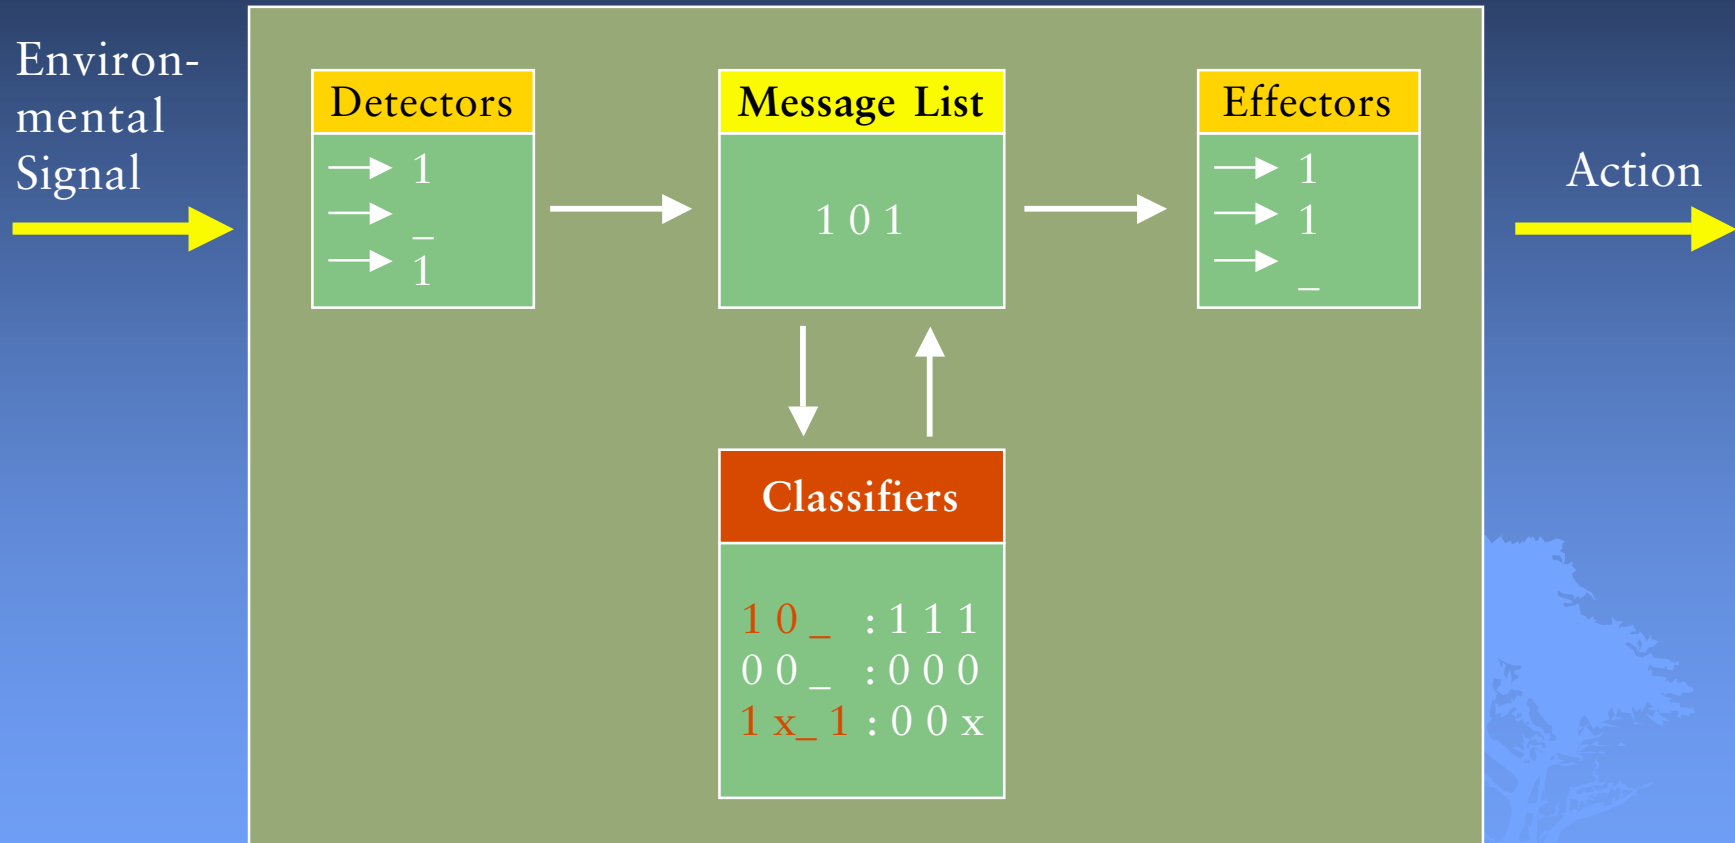 Environ-
mental
Signal
Detectors
1
_
1
Message List
1 0 1
Effectors
1
1
_
Action
Classifiers
1 0 _ : 1 1 1
0 0 _ : 0 0 0
1 x_ 1 : 0 0 x